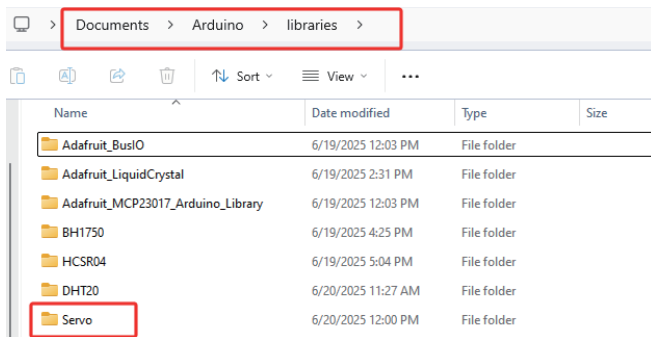 > Documents > Arduino > libraries >
Sort View ...
Name Date modified Type Size
Adafruit_BusIO 6/19/2025 12:03 PM File folder
Adafruit_LiquidCrystal 6/19/2025 2:31 PM File folder
Adafruit_MCP23017_Arduino_Library 6/19/2025 12:03 PM File folder
BH1750 6/19/2025 4:25 PM File folder
HCSR04 6/19/2025 5:04 PM File folder
DHT20 6/20/2025 11:27 AM File folder
Servo 6/20/2025 12:00 PM File folder